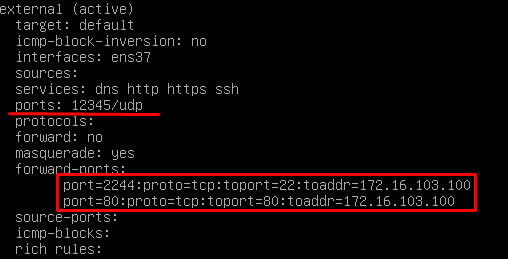 external (active)
target: default
icmp-block-inversion: no
interfaces: ens37
sources:
services: dns http https ssh
ports: 12345/udp
protocols:
forward: no
masquerade: yes
forward-ports:
port=2244:proto=tcp:toport=22:toaddr=172.16.103.100
port=80:proto=tcp:toport=80:toaddr=172.16.103.100
source-ports:
icmp-blocks:
rich rules: